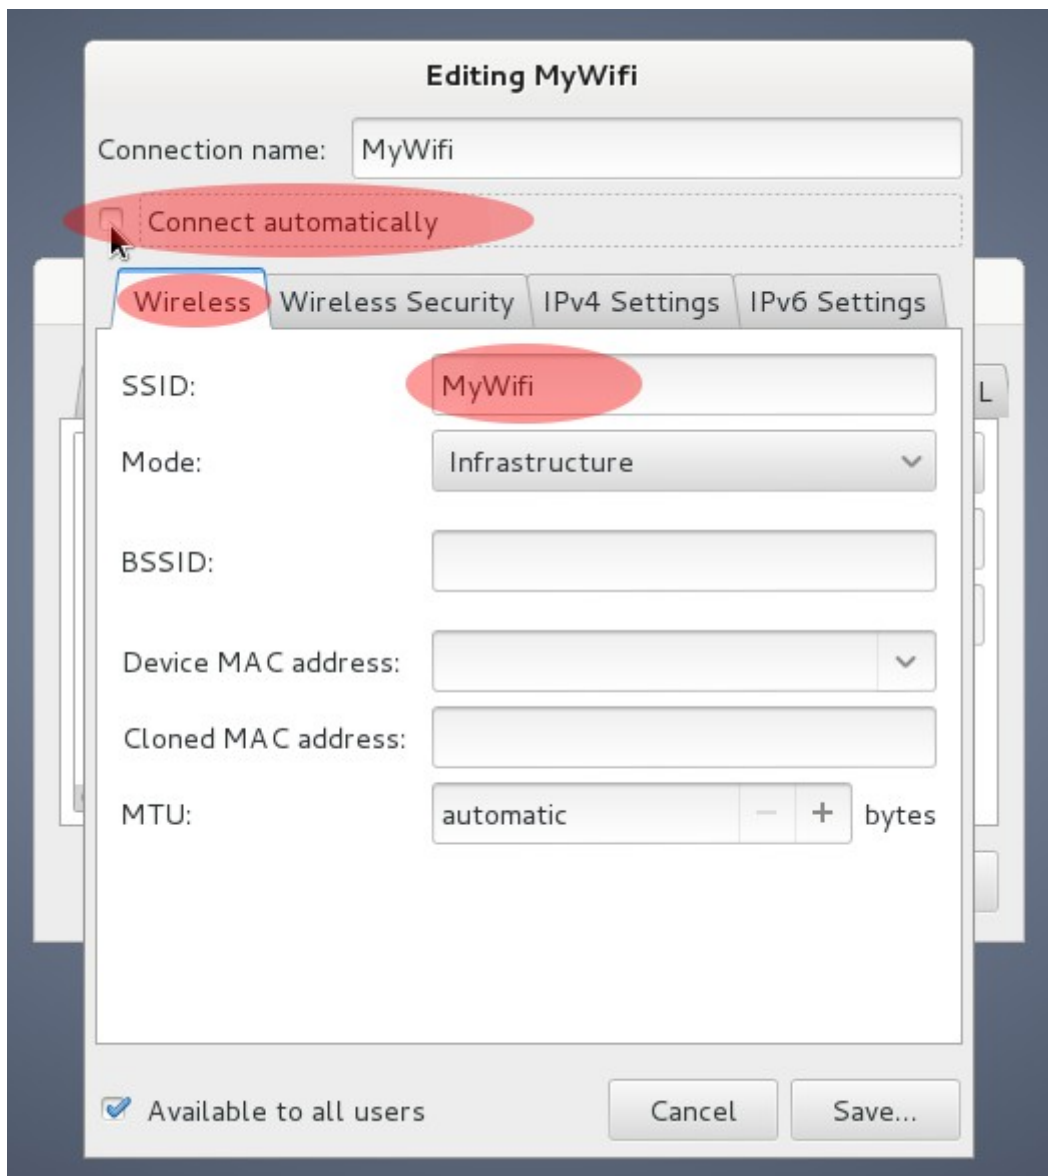 Editing MyWifi
Connection name: MyWifi
Connect automatically
Wireless Wireless Security IPv4 Settings IPv6 Settings
SSID: MyWifi
L
Mode: Infrastructure
BSSID:
Device MAC address:
Cloned MAC address:
MTU: automatic − + bytes
Available to all users Cancel Save...